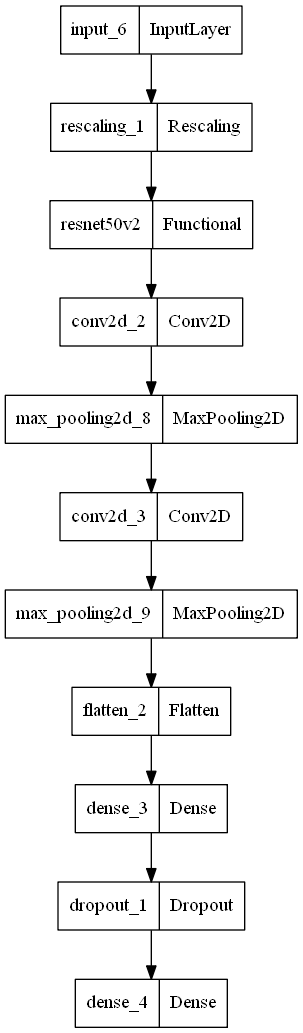 input_6 InputLayer
rescaling_1 Rescaling
resnet50v2 Functional
conv2d_2 Conv2D
max_pooling2d_8 MaxPooling2D
conv2d_3 Conv2D
max_pooling2d_9 MaxPooling2D
flatten_2 Flatten
dense_3 Dense
dropout_1 Dropout
dense_4 Dense